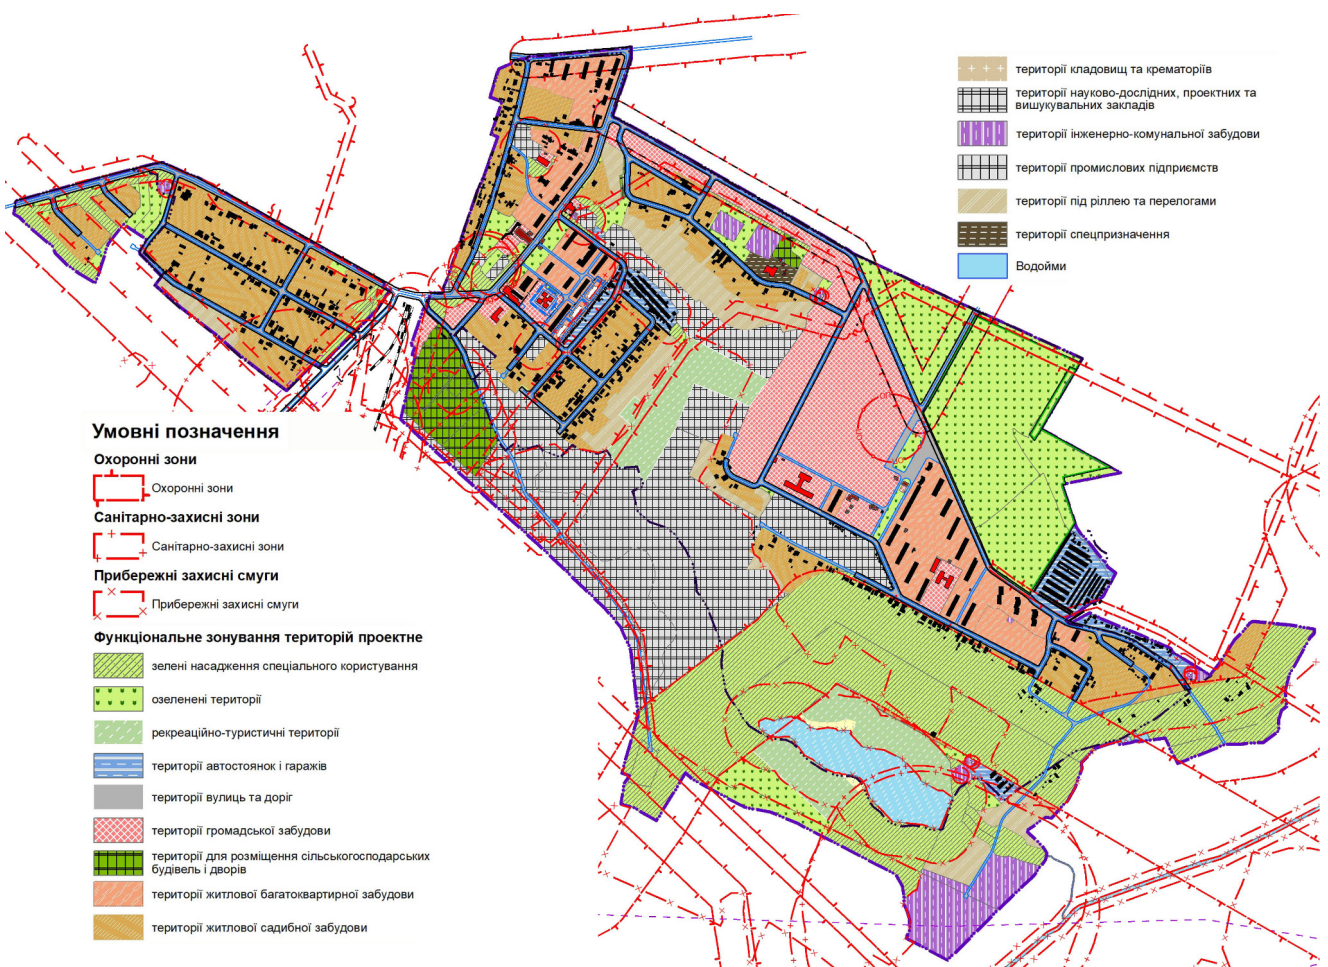 території кладовищ та крематоріїв
території науково-дослідних, проектних та
вишукувальних закладів
території інженерно-комунальної забудови
території промислових підприємств
території під ріллею та перелогами
території спецпризначення
Водойми
Умовні позначення
Охоронні зони
Охоронні зони
Санітарно-захисні зони
Санітарно-захисні зони
Прибережні захисні смуги
Прибережні захисні смуги
Функціональне зонування територій проектне
зелені насадження спеціального користування
озеленені території
рекреаційно-туристичні території
території автостоянок і гаражів
території вулиць та доріг
території громадської забудови
території для розміщення сільськогосподарських
будівель і дворів
території житлової багатоквартирної забудови
території житлової садибної забудови